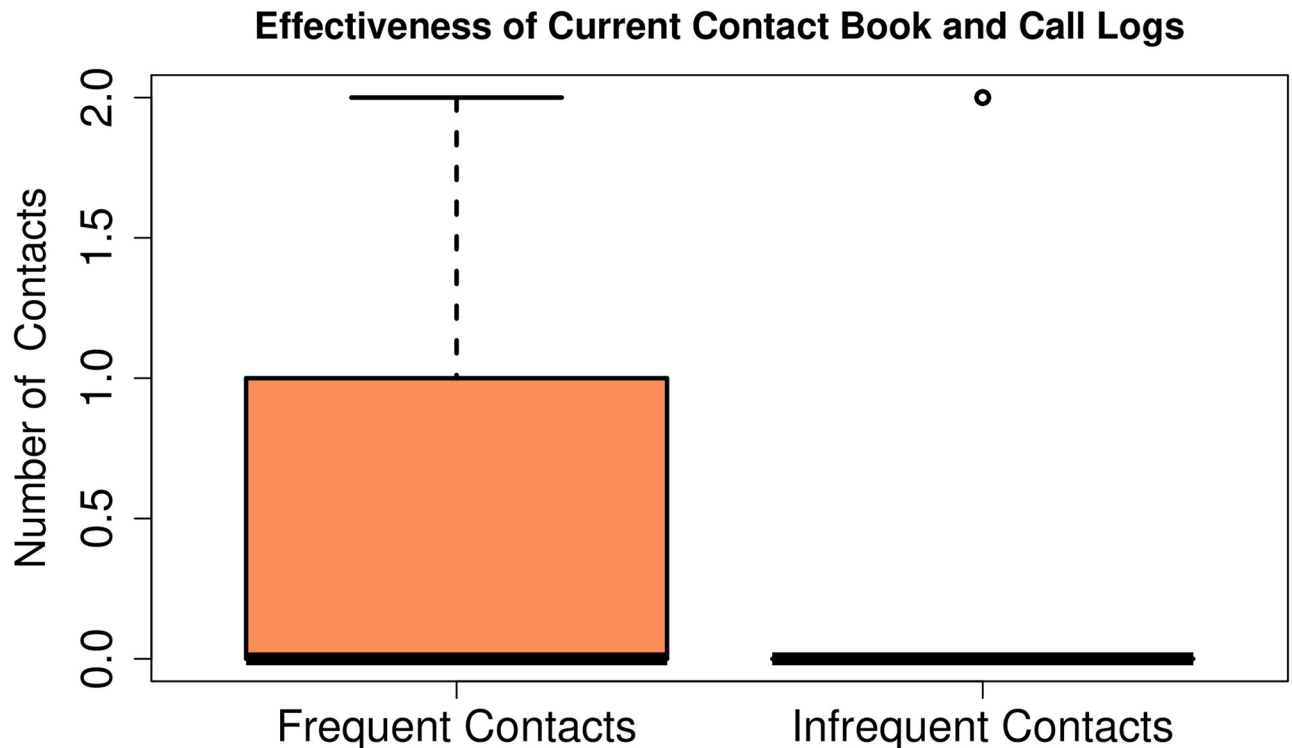 Effectiveness of Current Contact Book and Call Logs
Number of Contacts
2.0
1.5
1.0
0.5
0.0
Frequent Contacts
Infrequent Contacts